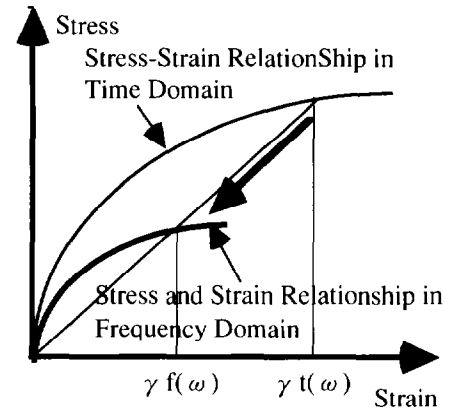 Stress
Stress-Strain RelationShip in
Time Domain
Stress and Strain Relationship in
Frequency Domain
γ f(ω)
γ t(ω)
Strain